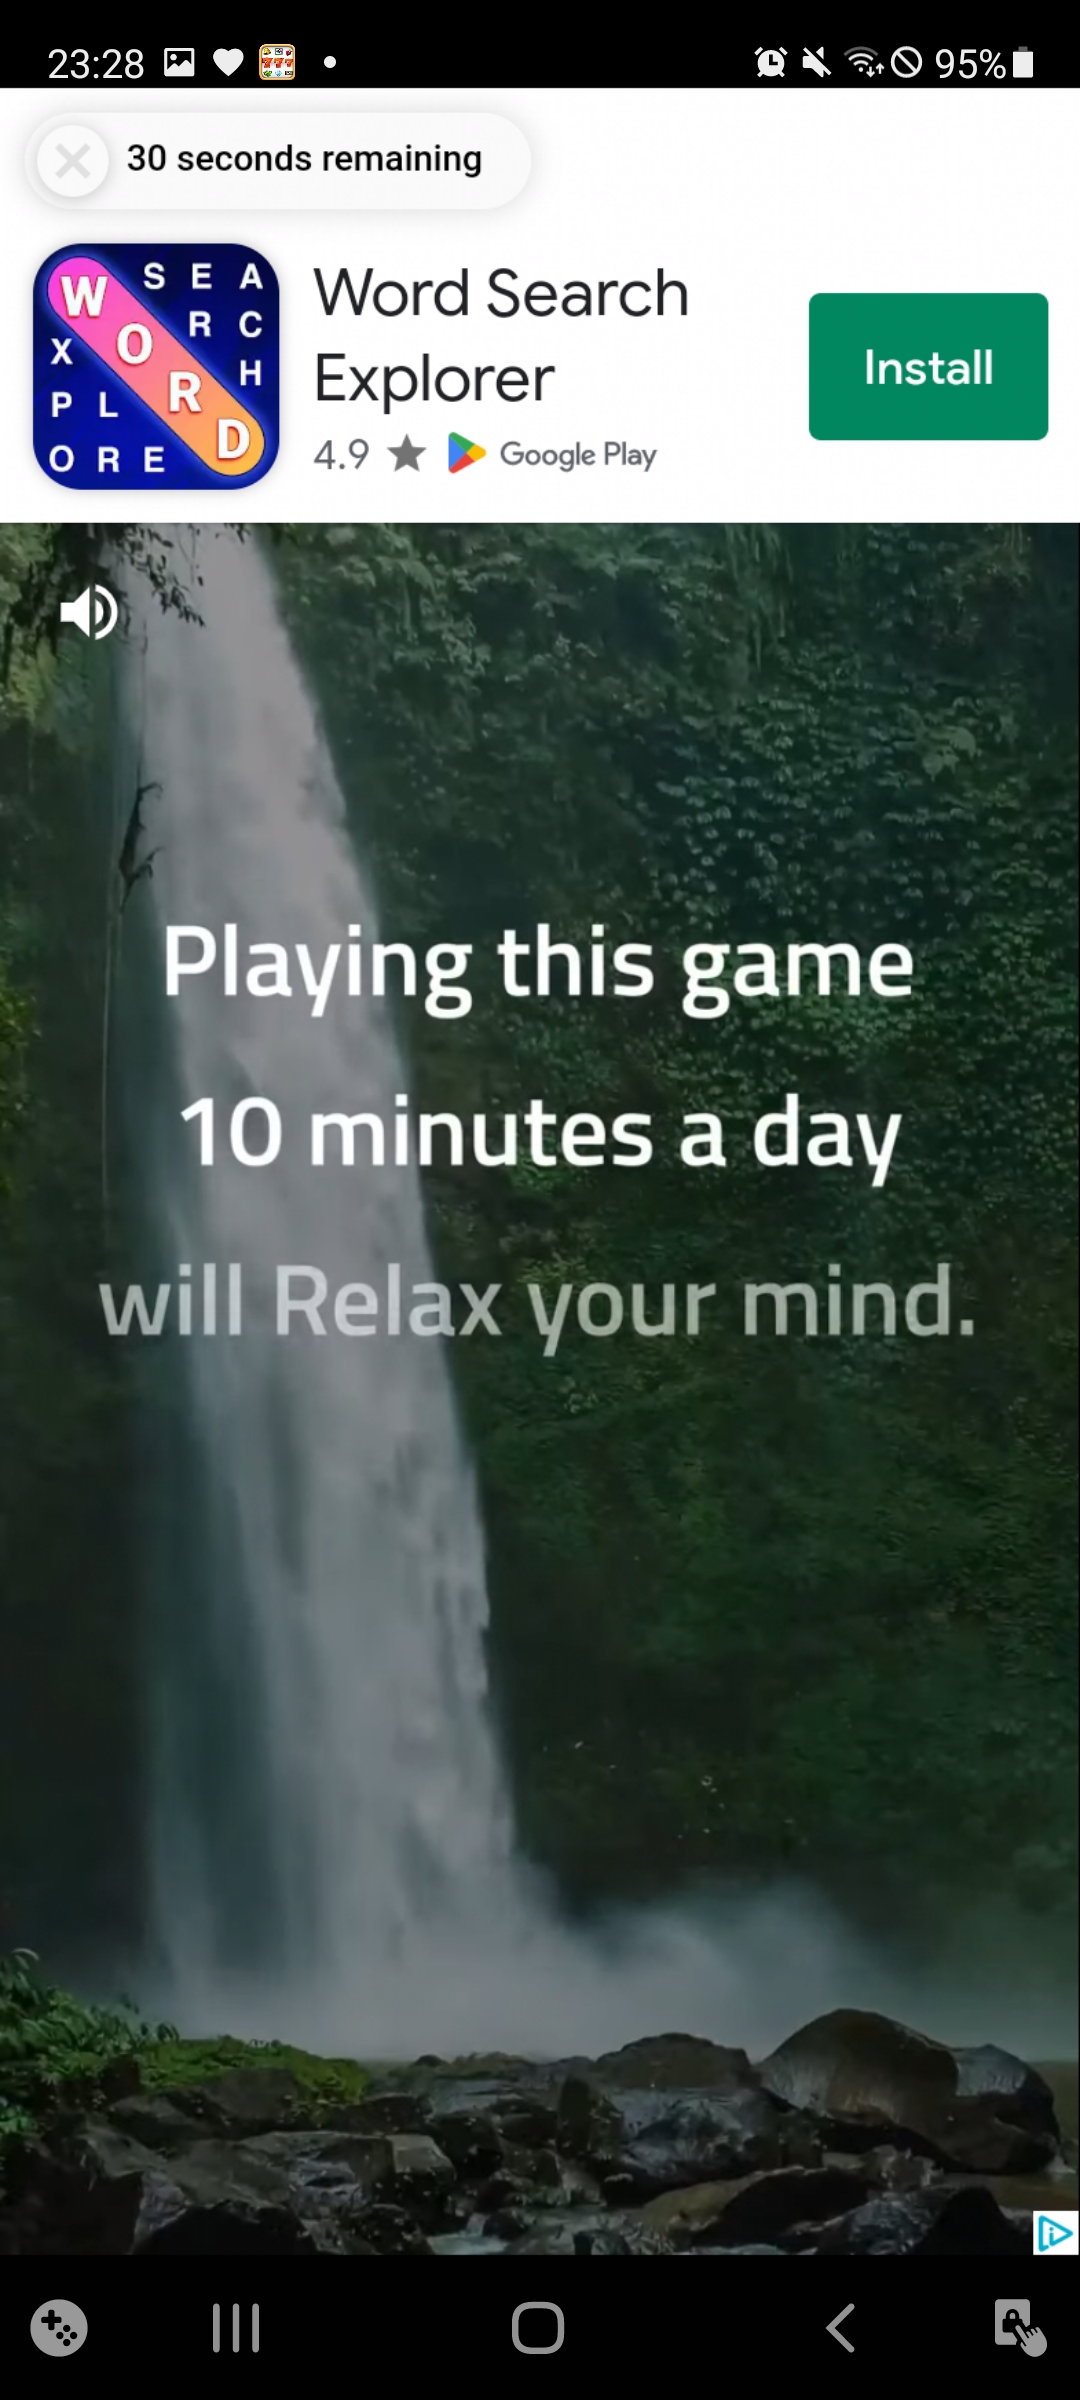 23:28
95%
30 seconds remaining
S E A
W
R C
O
X
H
R
P L
D
O R E
Word Search
Explorer
4.9 ★ Google Play
Install
Playing this game
10 minutes a day
will Relax your mind.